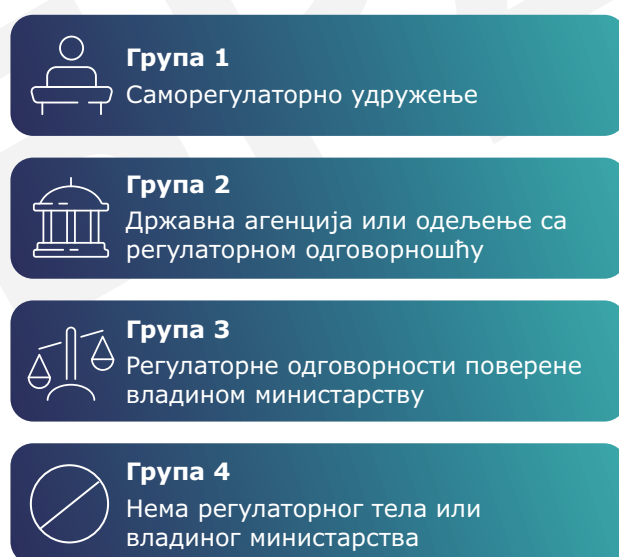 Група 1
Саморегулаторно удружење
Група 2
Државна агенција или одељење са
регулаторном одговорношћу
Група 3
Регулаторне одговорности поверене
владином министарству
Група 4
Нема регулаторног тела или
владиног министарства